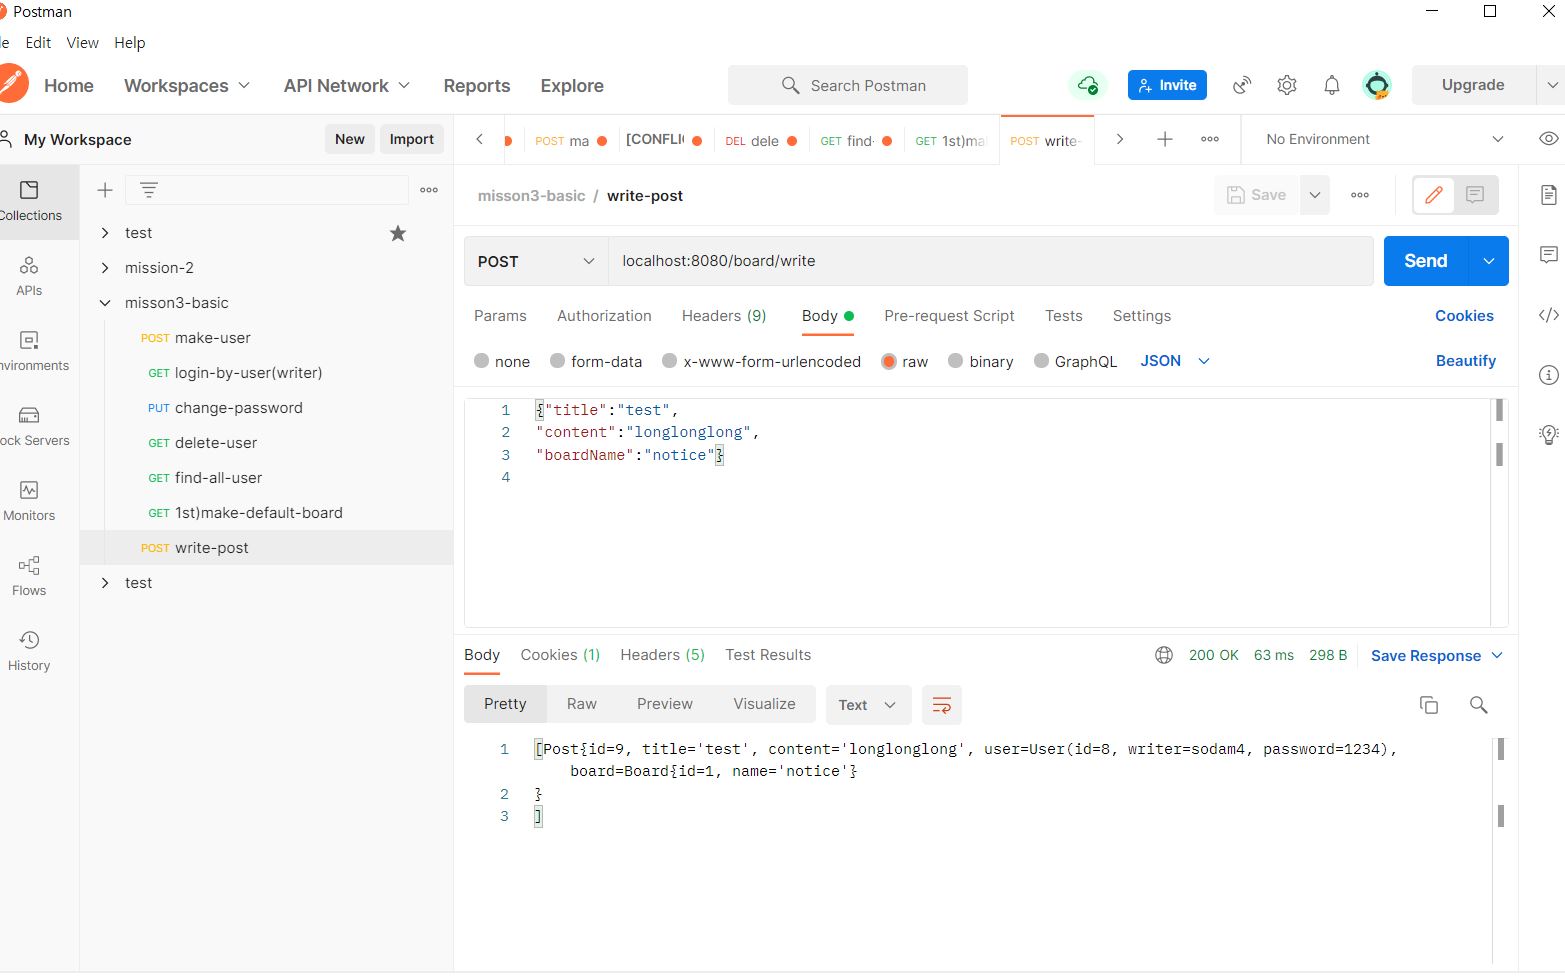 Postman
le Edit View Help
Home Workspaces API Network Reports Explore Search Postman Invite Upgrade
My Workspace New Import
POST ma [CONFLI DEL dele GET find- GET 1st)mal POST write- No Environment
misson3-basic / write-post Save
Collections
APIs
nvironments
ock Servers
Monitors
Flows
History
test
mission-2
misson3-basic
POST make-user
GET login-by-user(writer)
PUT change-password
GET delete-user
GET find-all-user
GET 1st)make-default-board
POST write-post
test
POST localhost:8080/board/write Send
Params Authorization Headers (9) Body Pre-request Script Tests Settings Cookies
none form-data x-www-form-urlencoded raw binary GraphQL JSON Beautify
1 {"title":"test",
2 "content":"longlonglong",
3 "boardName":"notice"}
4
Body Cookies (1) Headers (5) Test Results 200 OK 63 ms 298 B Save Response
Pretty Raw Preview Visualize Text
1 [Post{id=9, title='test', content='longlonglong', user=User(id=8, writer=sodam4, password=1234),
board=Board{id=1, name='notice'}
2 }
3 ]